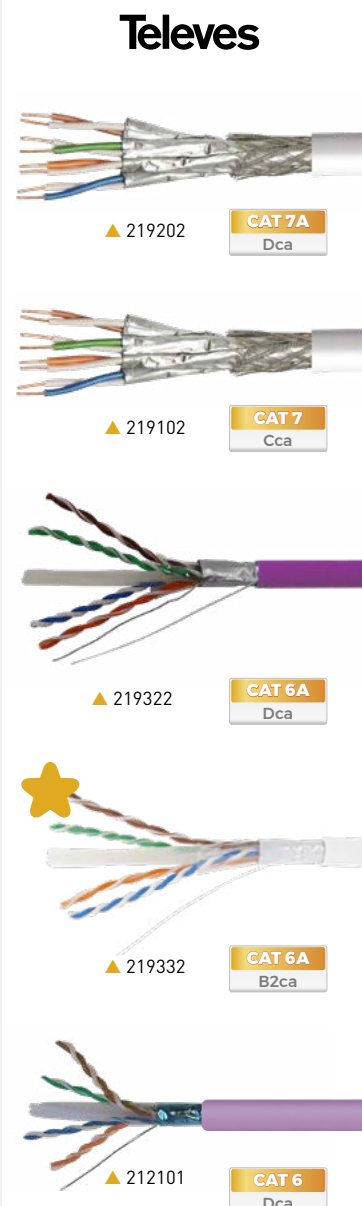 Televes
▲ 219202
CAT 7A
Dca
▲ 219102
CAT 7
Cca
▲ 219322
CAT 6A
Dca
▲ 219332
CAT 6A
B2ca
▲ 212101
CAT 6
Dca